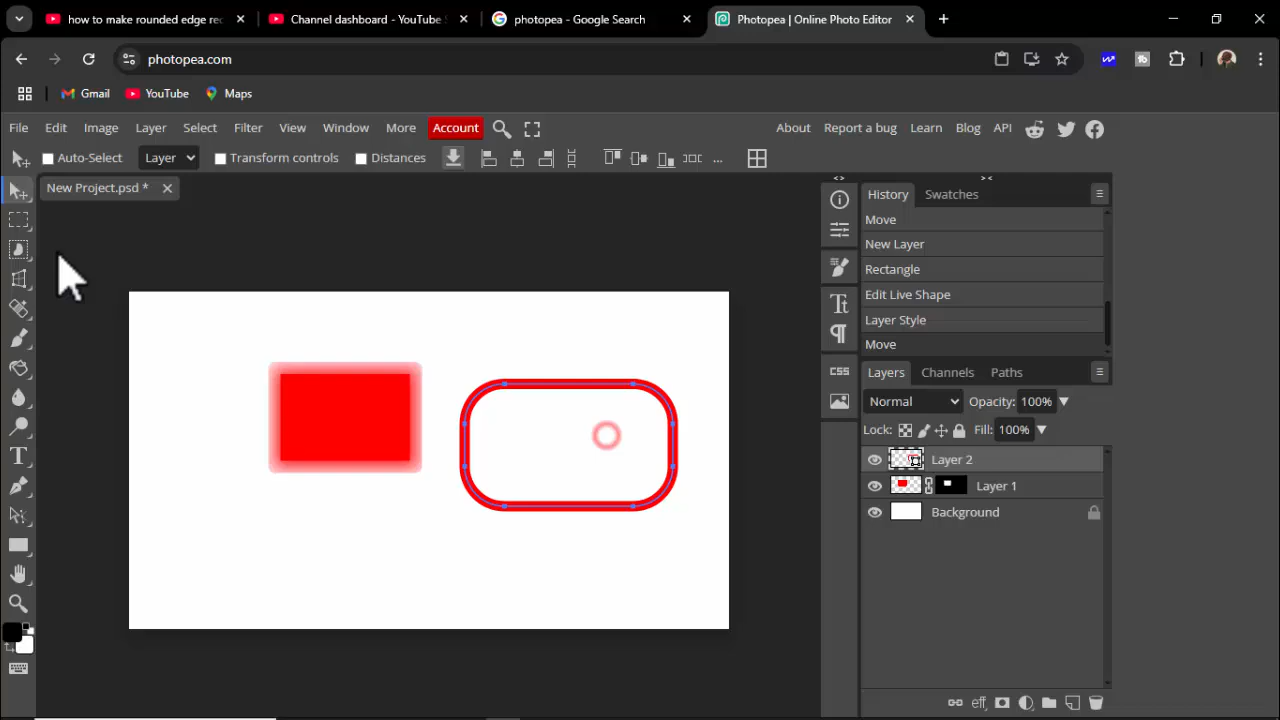 how to make rounded edge rec
Channel dashboard - YouTube S
photopea - Google Search
Photopea | Online Photo Editor
photopea.com
Gmail YouTube Maps
File Edit Image Layer Select Filter View Window More Account About Report a bug Learn Blog API
Auto-Select Layer Transform controls Distances ...
New Project.psd *
History Swatches
Move
New Layer
Rectangle
Edit Live Shape
Layer Style
Move
CSS
Layers Channels Paths
Normal Opacity: 100%
Lock: Fill: 100%
Layer 2
Layer 1
Background
eff